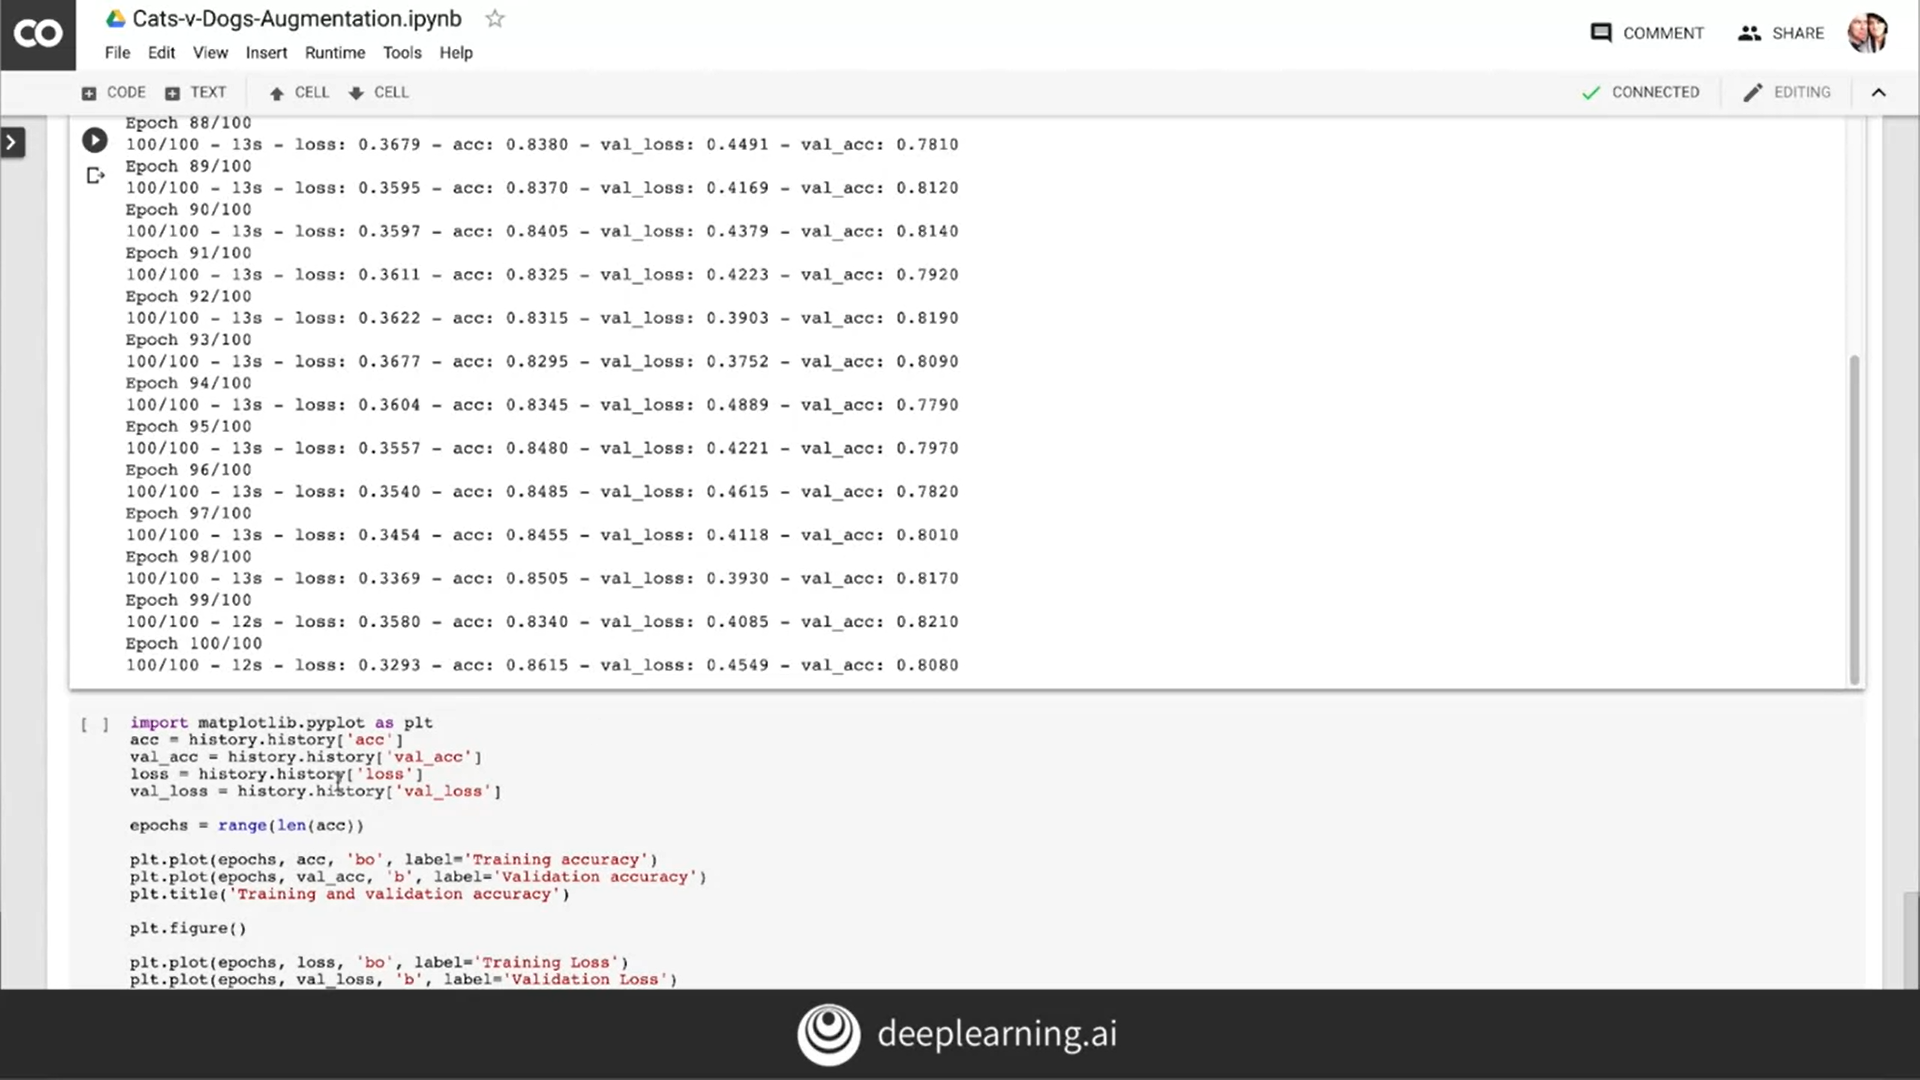 CO
Cats-v-Dogs-Augmentation.ipynb
COMMENT
SHARE
File Edit View Insert Runtime Tools Help
CODE TEXT CELL CELL
CONNECTED
EDITING
Epoch 88/100
100/100 - 13s - loss: 0.3679 - acc: 0.8380 - val_loss: 0.4491 - val_acc: 0.7810
Epoch 89/100
100/100 - 13s - loss: 0.3595 - acc: 0.8370 - val_loss: 0.4169 - val_acc: 0.8120
Epoch 90/100
100/100 - 13s - loss: 0.3597 - acc: 0.8405 - val_loss: 0.4379 - val_acc: 0.8140
Epoch 91/100
100/100 - 13s - loss: 0.3611 - acc: 0.8325 - val_loss: 0.4223 - val_acc: 0.7920
Epoch 92/100
100/100 - 13s - loss: 0.3622 - acc: 0.8315 - val_loss: 0.3903 - val_acc: 0.8190
Epoch 93/100
100/100 - 13s - loss: 0.3677 - acc: 0.8295 - val_loss: 0.3752 - val_acc: 0.8090
Epoch 94/100
100/100 - 13s - loss: 0.3604 - acc: 0.8345 - val_loss: 0.4889 - val_acc: 0.7790
Epoch 95/100
100/100 - 13s - loss: 0.3557 - acc: 0.8480 - val_loss: 0.4221 - val_acc: 0.7970
Epoch 96/100
100/100 - 13s - loss: 0.3540 - acc: 0.8485 - val_loss: 0.4615 - val_acc: 0.7820
Epoch 97/100
100/100 - 13s - loss: 0.3454 - acc: 0.8455 - val_loss: 0.4118 - val_acc: 0.8010
Epoch 98/100
100/100 - 13s - loss: 0.3369 - acc: 0.8505 - val_loss: 0.3930 - val_acc: 0.8170
Epoch 99/100
100/100 - 12s - loss: 0.3580 - acc: 0.8340 - val_loss: 0.4085 - val_acc: 0.8210
Epoch 100/100
100/100 - 12s - loss: 0.3293 - acc: 0.8615 - val_loss: 0.4549 - val_acc: 0.8080
[ ] import matplotlib.pyplot as plt
acc = history.history['acc']
val_acc = history.history['val_acc']
loss = history.history['loss']
val_loss = history.history['val_loss']
epochs = range(len(acc))
plt.plot(epochs, acc, 'bo', label='Training accuracy')
plt.plot(epochs, val_acc, 'b', label='Validation accuracy')
plt.title('Training and validation accuracy')
plt.figure()
plt.plot(epochs, loss, 'bo', label='Training Loss')
plt.plot(epochs, val_loss, 'b', label='Validation Loss')
deeplearning.ai